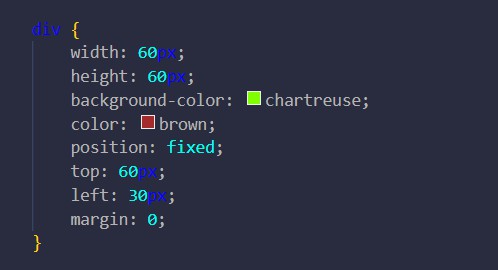 div {
    width: 60px;
    height: 60px;
    background-color: chartreuse;
    color: brown;
    position: fixed;
    top: 60px;
    left: 30px;
    margin: 0;
}